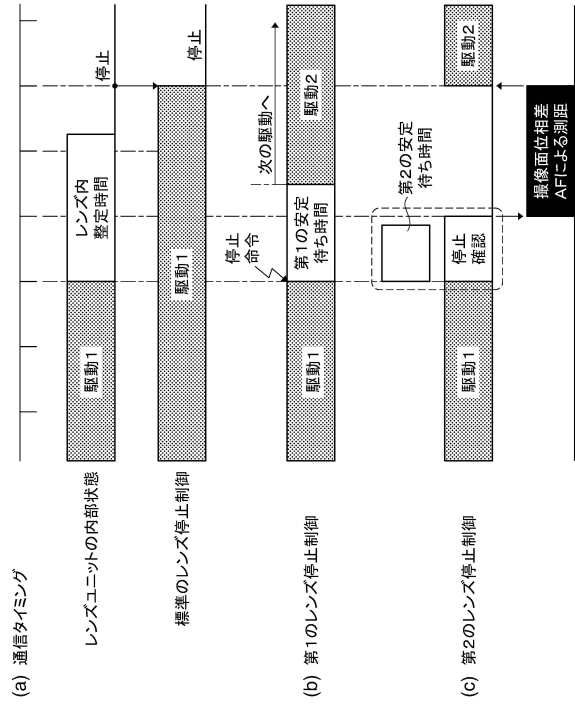 (a) 通信タイミング
レンズユニットの内部状態
駆動1
レンズ内
整定時間
停止
標準のレンズ停止制御
駆動1
停止
(b) 第1のレンズ停止制御
駆動1
停止
命令
第1の安定
待ち時間
次の駆動へ
駆動2
第2の安定
待ち時間
(c) 第2のレンズ停止制御
駆動1
停止
確認
駆動2
撮像面位相差
AFによる測距